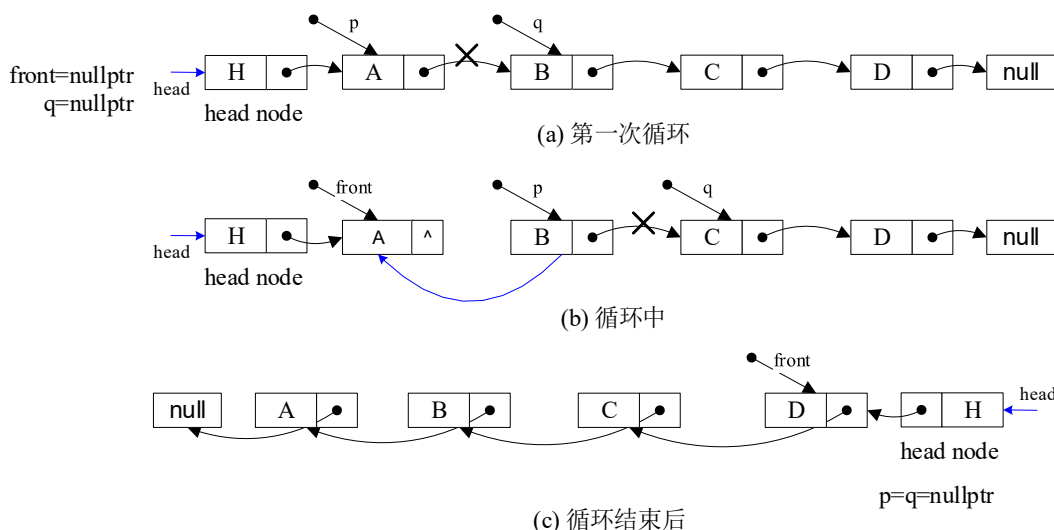 p
q
front=nullptr
q=nullptr
head
H
A
B
C
D
null
head node
(a) 第一次循环
front
p
q
head
H
A
^
B
C
D
null
head node
(b) 循环中
front
null
A
B
C
D
H
head
head node
p=q=nullptr
(c) 循环结束后